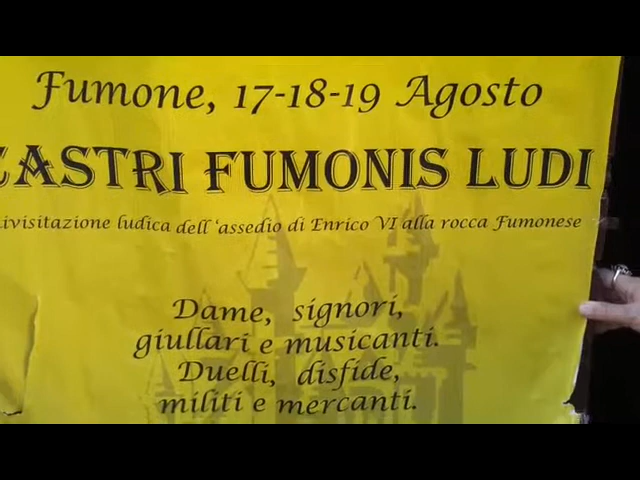 Fumone, 17-18-19 Agosto
CASTRI FUMONIS LUDI
ivisitazione ludica dell'assedio di Enrico VI alla rocca Fumonese
Dame, signori,
giullari e musicanti.
Duelli, disfide,
militi e mercanti.